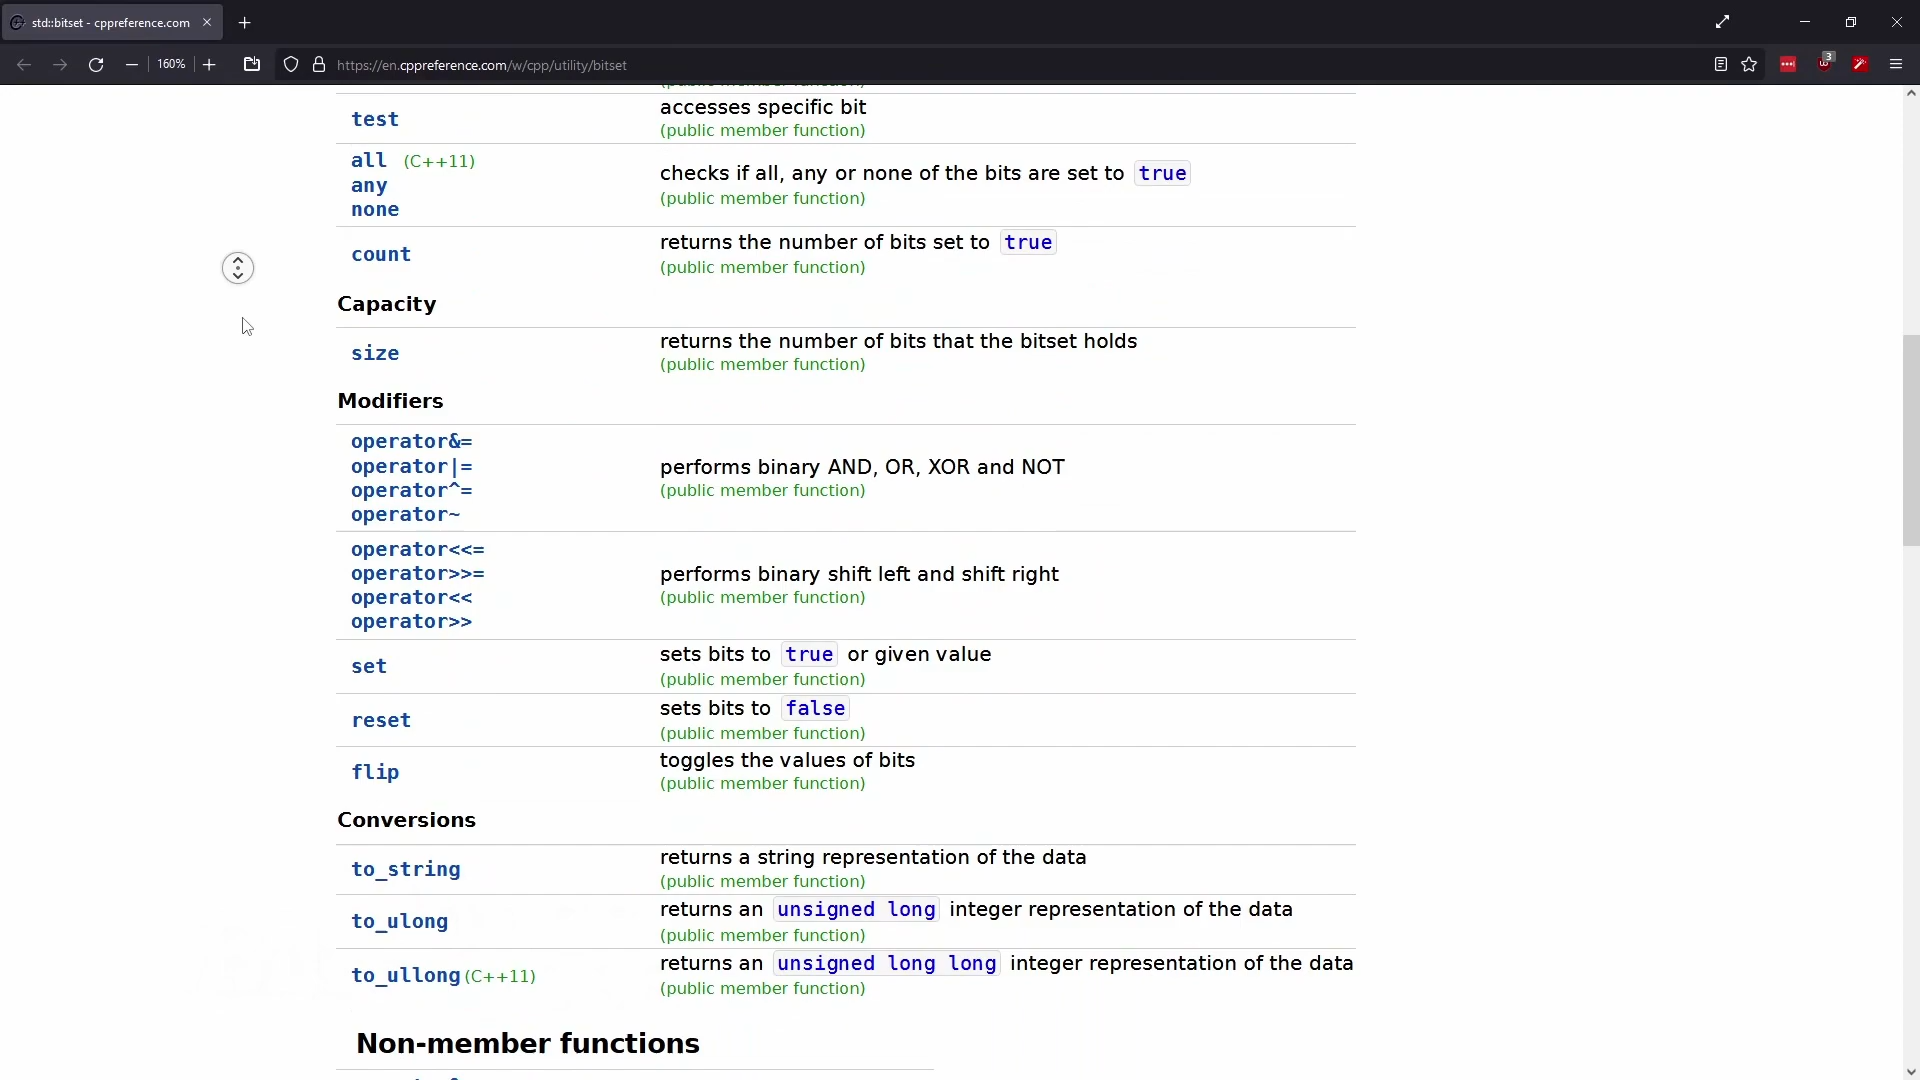 std::bitset - cppreference.com
160%
https://en.cppreference.com/w/cpp/utility/bitset
3
(public member function)
test
accesses specific bit
(public member function)
all (C++11)
any
none
checks if all, any or none of the bits are set to true
(public member function)
count
returns the number of bits set to true
(public member function)
Capacity
size
returns the number of bits that the bitset holds
(public member function)
Modifiers
operator&=
operator|=
operator^=
operator~
performs binary AND, OR, XOR and NOT
(public member function)
operator<<=
operator>>=
operator<<
operator>>
performs binary shift left and shift right
(public member function)
set
sets bits to true or given value
(public member function)
reset
sets bits to false
(public member function)
flip
toggles the values of bits
(public member function)
Conversions
to_string
returns a string representation of the data
(public member function)
to_ulong
returns an unsigned long integer representation of the data
(public member function)
to_ullong (C++11)
returns an unsigned long long integer representation of the data
(public member function)
Non-member functions